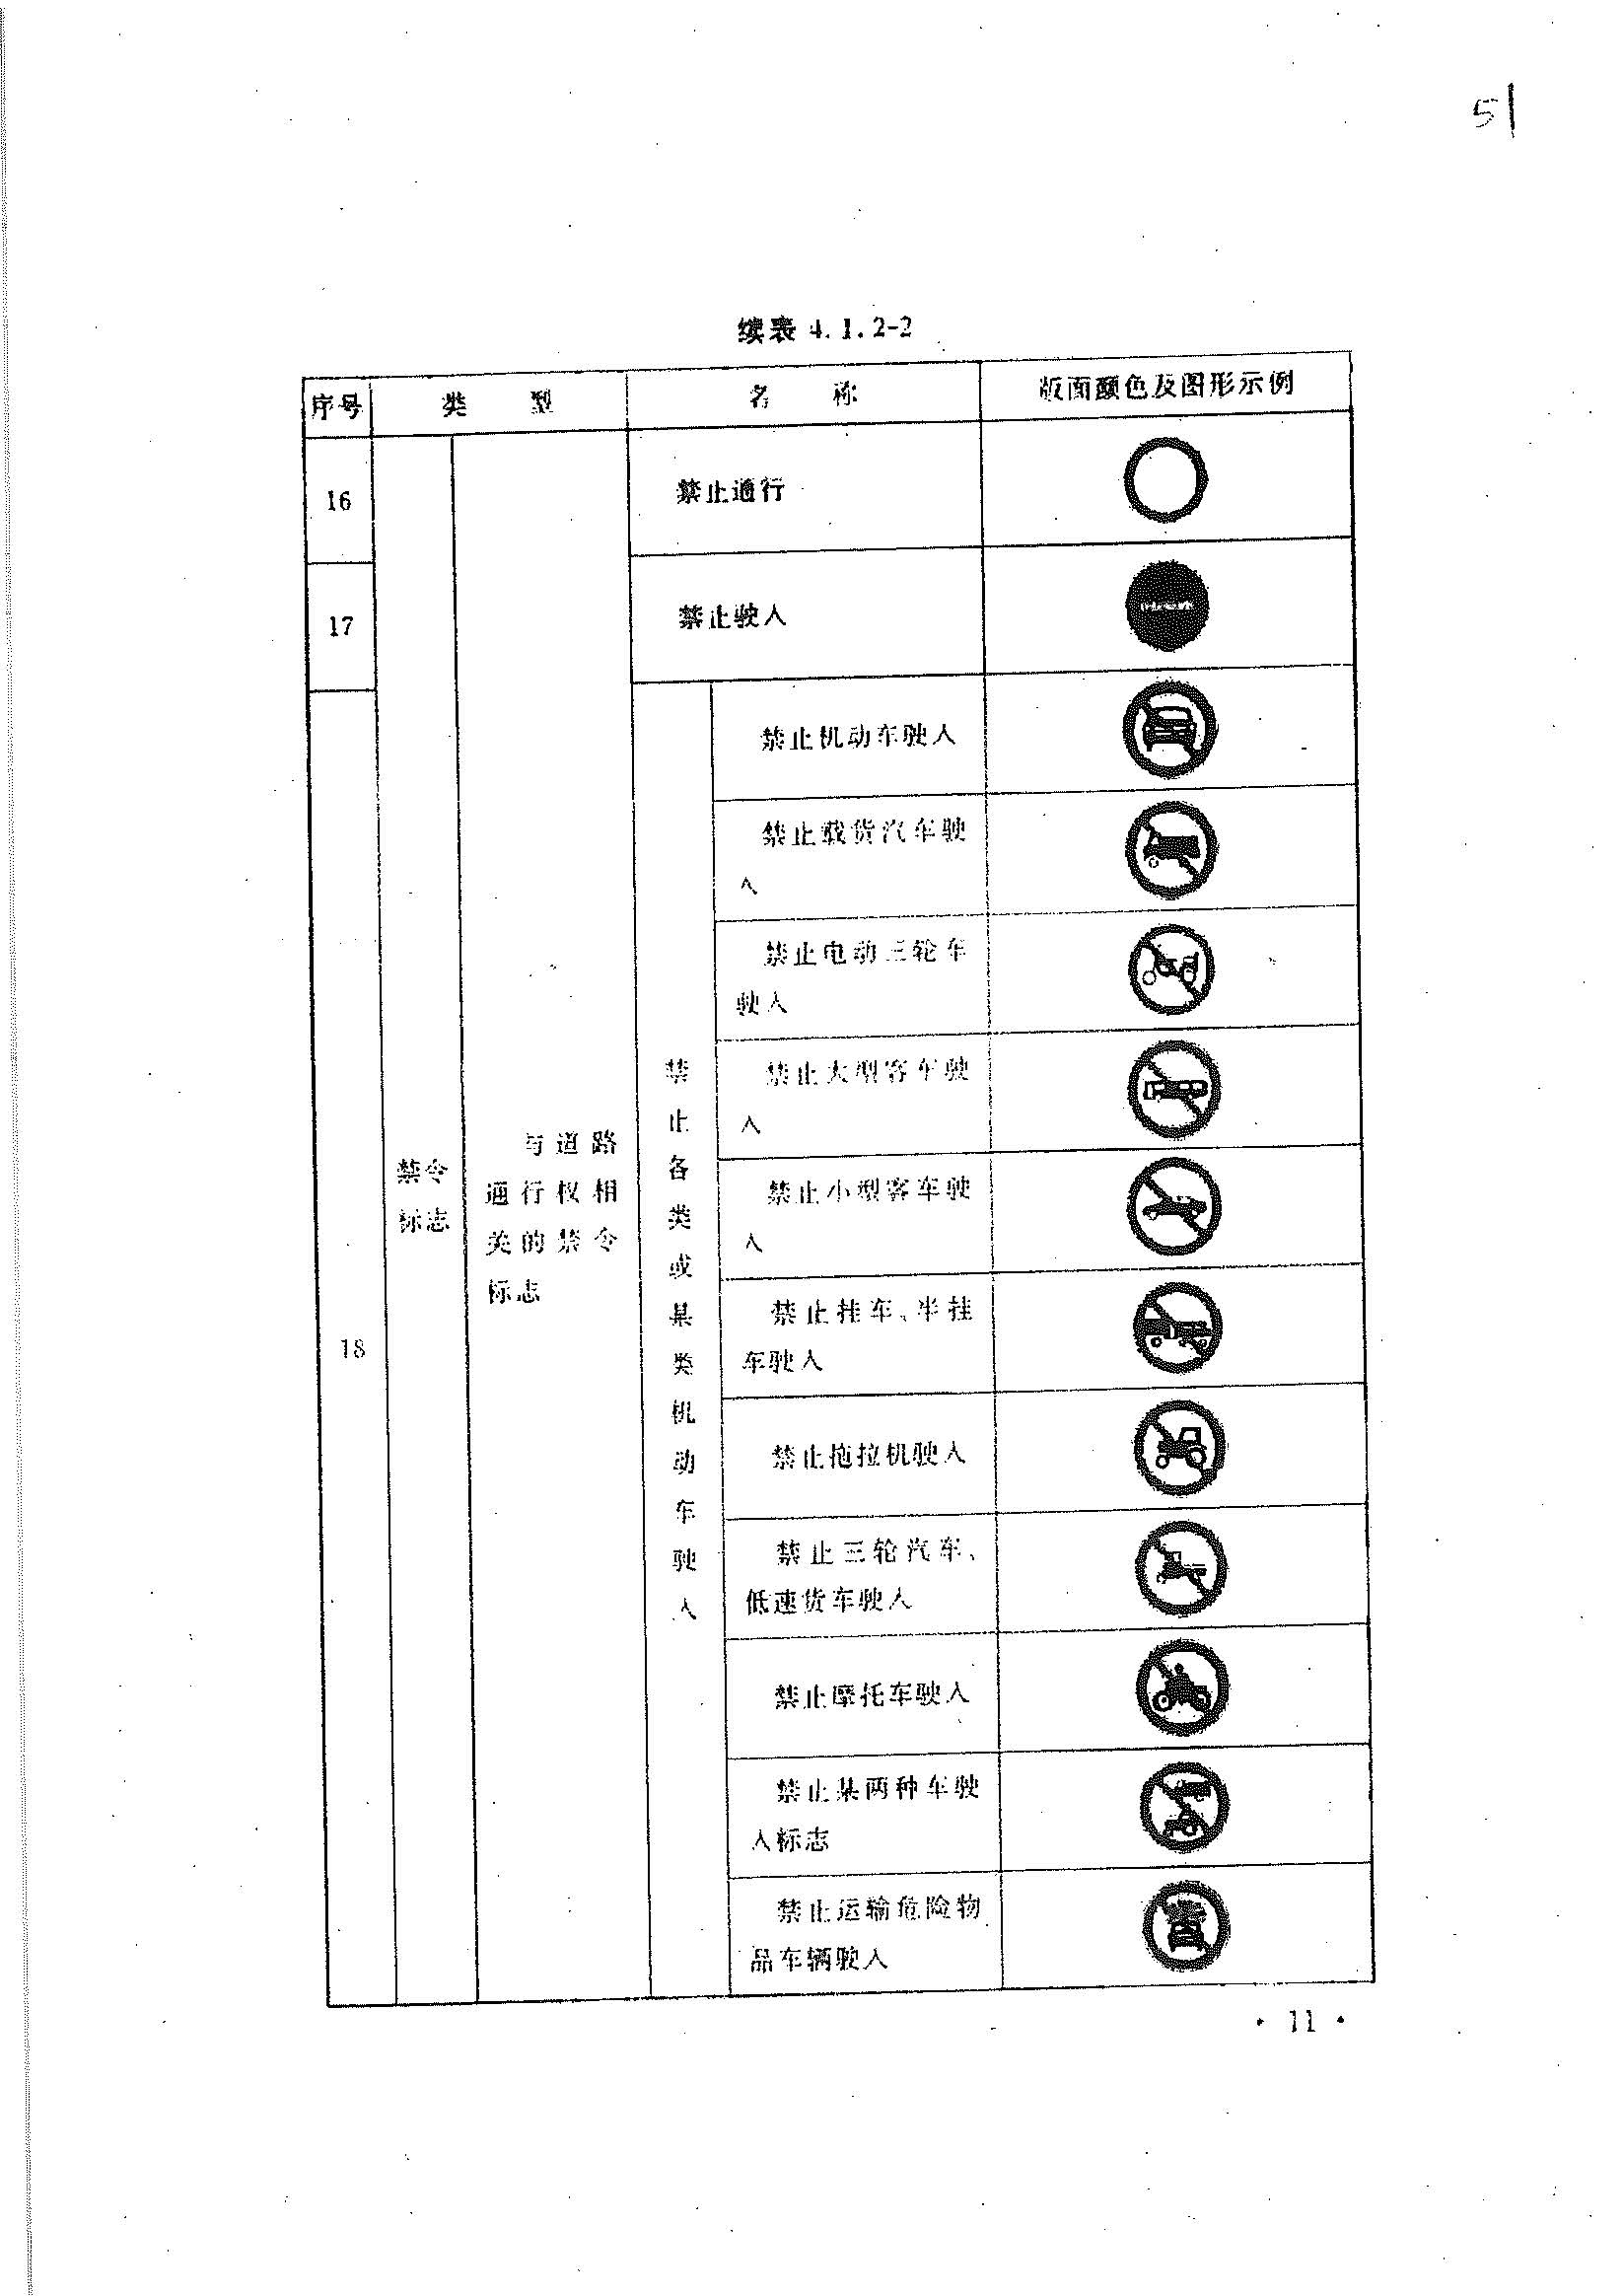 51
续表 4.1.2-2
序号
类 型
名 称
版面颜色及图形示例
16
禁止通行
17
禁止驶入
18
禁令
标志
与道路
通行权相
关的禁令
标志
禁
止
各
类
或
某
类
机
动
车
驶
入
禁止机动车驶入
禁止载货汽车驶
入
禁止电动三轮车
驶入
禁止大型客车驶
入
禁止小型客车驶
入
禁止挂车、半挂
车驶入
禁止拖拉机驶入
禁止三轮汽车、
低速货车驶入
禁止摩托车驶入
禁止某两种车驶
入标志
禁止运输危险物
品车辆驶入
· 11 ·